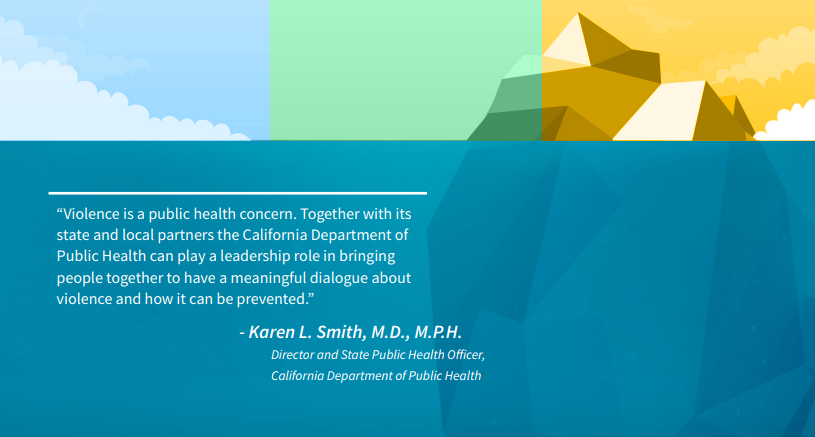 “Violence is a public health concern. Together with its
state and local partners the California Department of
Public Health can play a leadership role in bringing
people together to have a meaningful dialogue about
violence and how it can be prevented.”
- Karen L. Smith, M.D., M.P.H.
Director and State Public Health Officer,
California Department of Public Health